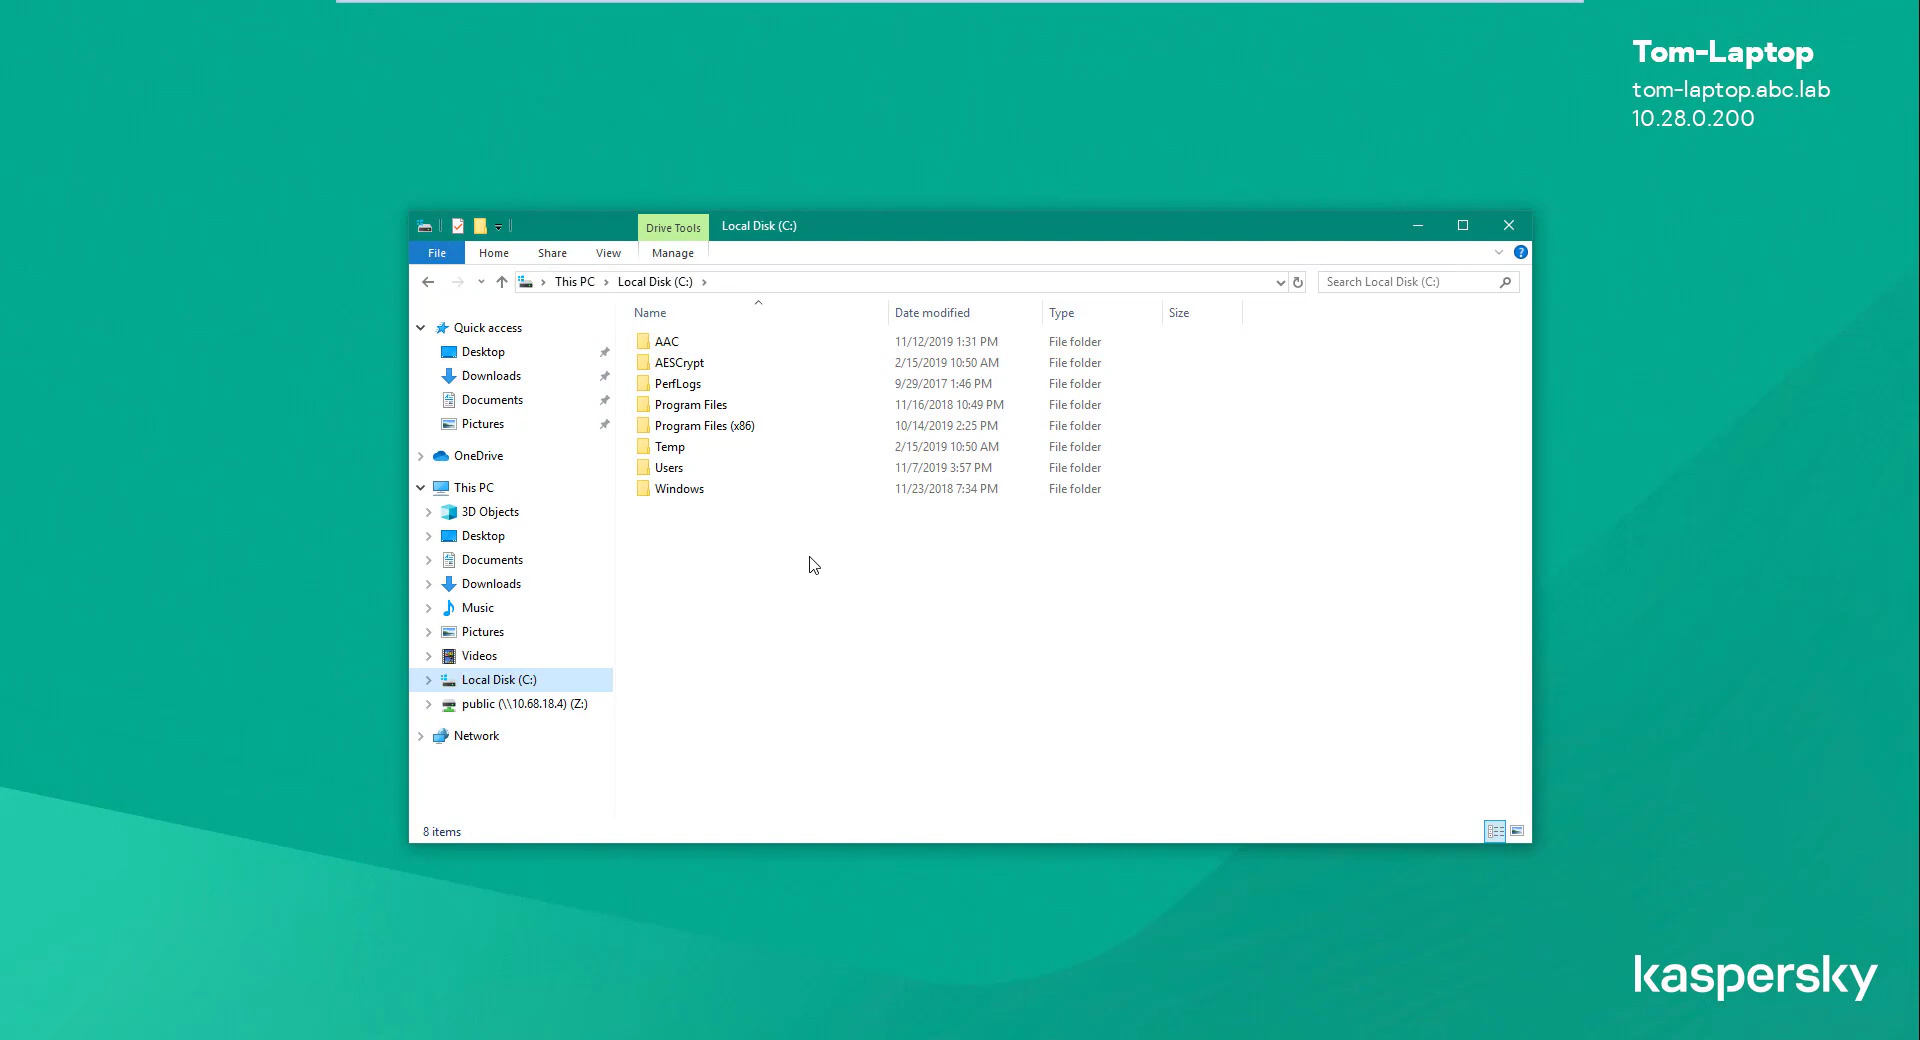 Tom-Laptop
tom-laptop.abc.lab
10.28.0.200
Drive Tools
Local Disk (C:)
File
Home
Share
View
Manage
This PC
Local Disk (C:)
Search Local Disk (C:)
Quick access
Desktop
Downloads
Documents
Pictures
OneDrive
This PC
3D Objects
Desktop
Documents
Downloads
Music
Pictures
Videos
Local Disk (C:)
public (\\10.68.18.4) (Z:)
Network
Name Date modified Type Size
AAC 11/12/2019 1:31 PM File folder
AESCrypt 2/15/2019 10:50 AM File folder
PerfLogs 9/29/2017 1:46 PM File folder
Program Files 11/16/2018 10:49 PM File folder
Program Files (x86) 10/14/2019 2:25 PM File folder
Temp 2/15/2019 10:50 AM File folder
Users 11/7/2019 3:57 PM File folder
Windows 11/23/2018 7:34 PM File folder
8 items
kaspersky